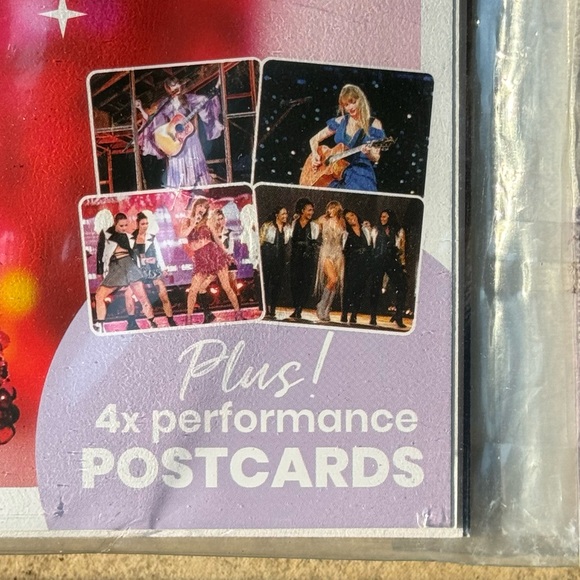 Plus!
4x performance
POSTCARDS